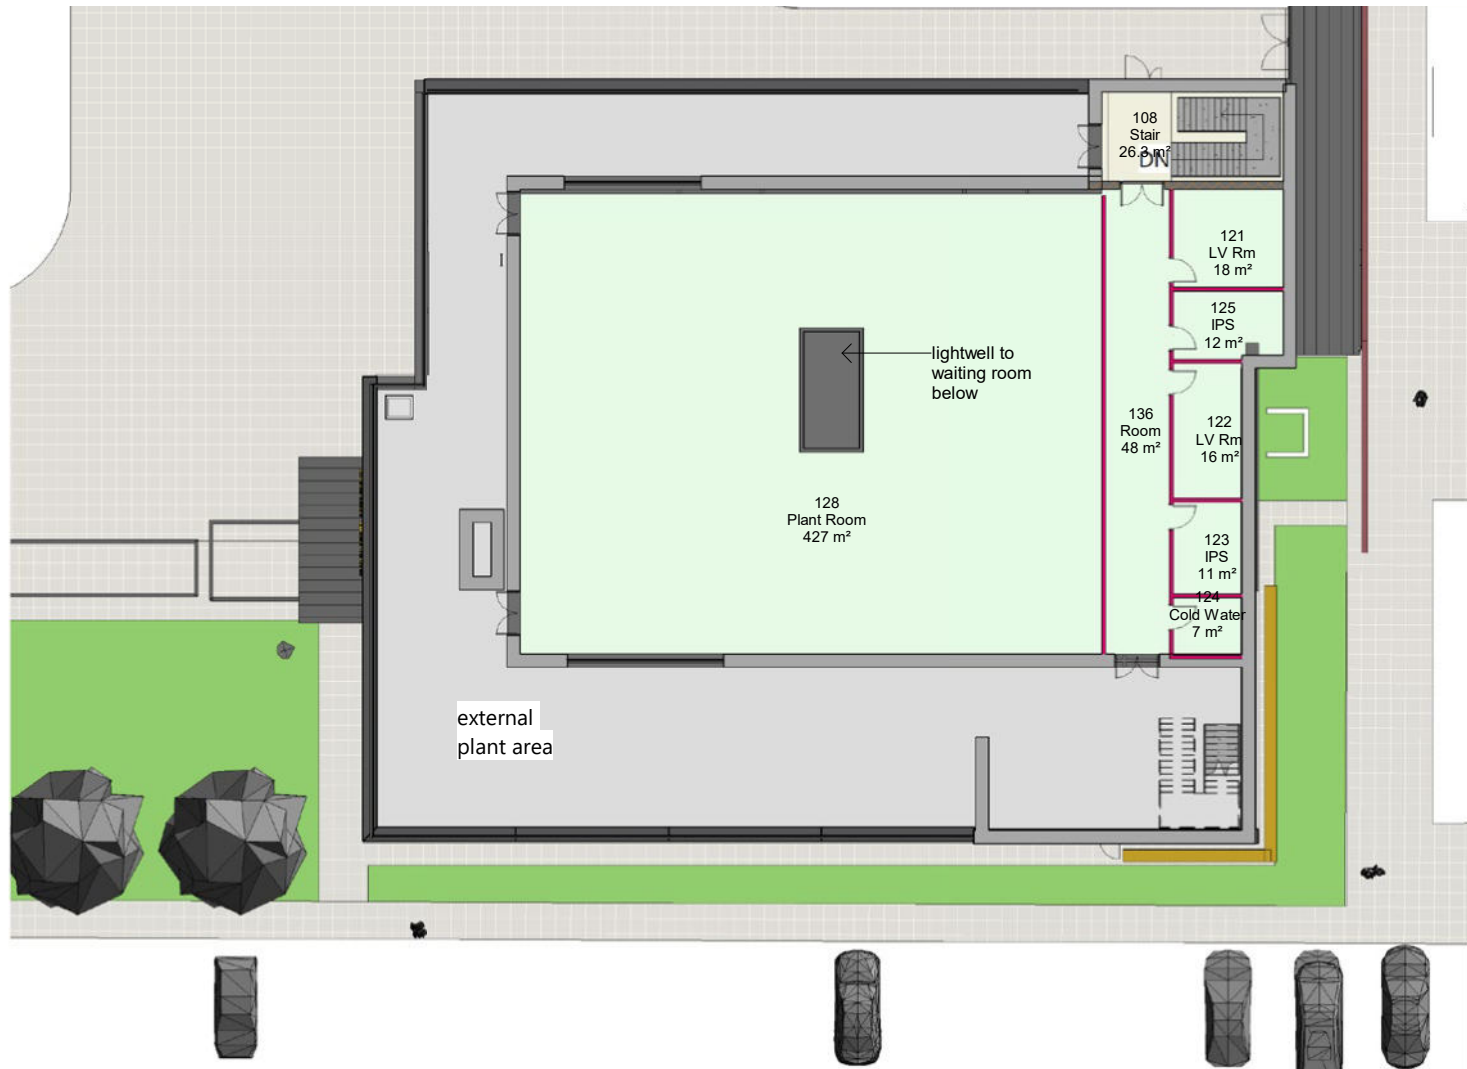 108
Stair
26.3 m²
DN
121
LV Rm
18 m²
125
IPS
12 m²
lightwell to
waiting room
below
136
Room
48 m²
122
LV Rm
16 m²
128
Plant Room
427 m²
123
IPS
11 m²
124
Cold Water
7 m²
external
plant area